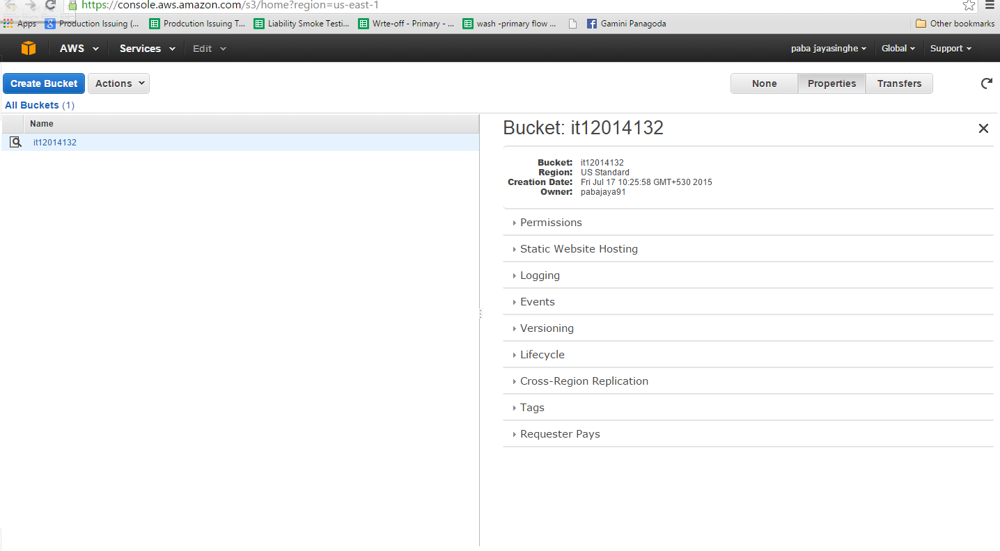 https://console.aws.amazon.com/s3/home?region=us-east-1
Apps Production Issuing (... Prodcution Issuing T... Liability Smoke Testi... Wrte-off - Primary - ... wash -primary flow ... Gamini Panagoda Other bookmarks
AWS Services Edit paba jayasinghe Global Support
Create Bucket Actions None Properties Transfers
All Buckets (1)
Name
it12014132
Bucket: it12014132
Bucket: it12014132
Region: US Standard
Creation Date: Fri Jul 17 10:25:58 GMT+530 2015
Owner: pabajaya91
Permissions
Static Website Hosting
Logging
Events
Versioning
Lifecycle
Cross-Region Replication
Tags
Requester Pays